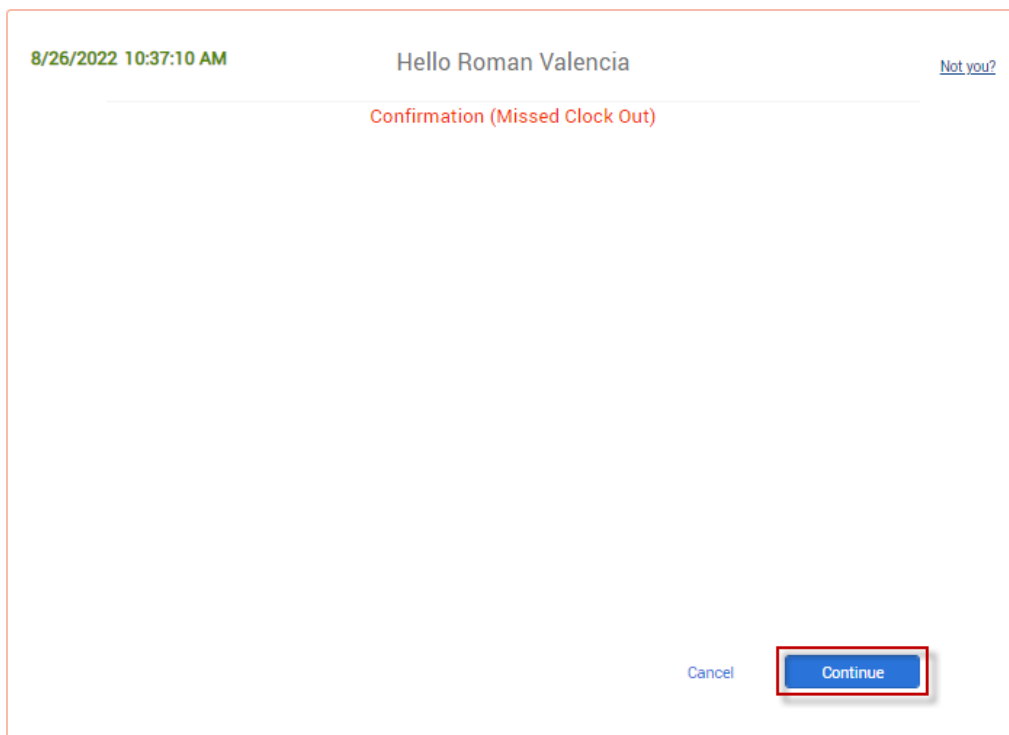 8/26/2022 10:37:10 AM
Hello Roman Valencia
Not you?
Confirmation (Missed Clock Out)
Cancel
Continue